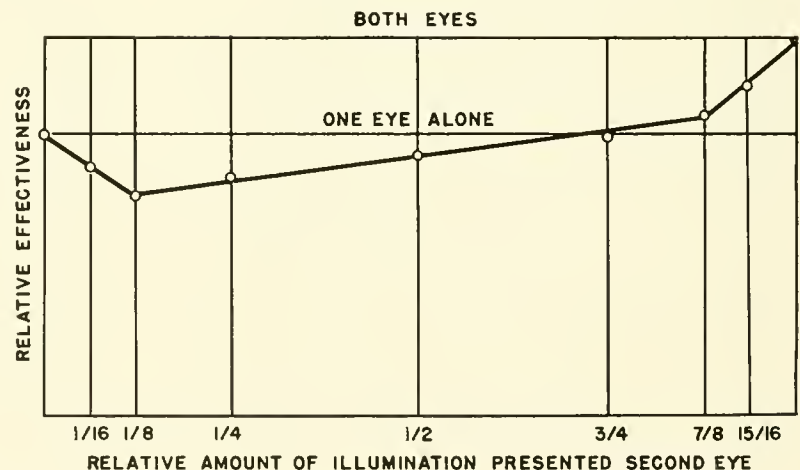 BOTH EYES
RELATIVE EFFECTIVENESS
ONE EYE ALONE
1/16 1/8 1/4 1/2 3/4 7/8 15/16
RELATIVE AMOUNT OF ILLUMINATION PRESENTED SECOND EYE